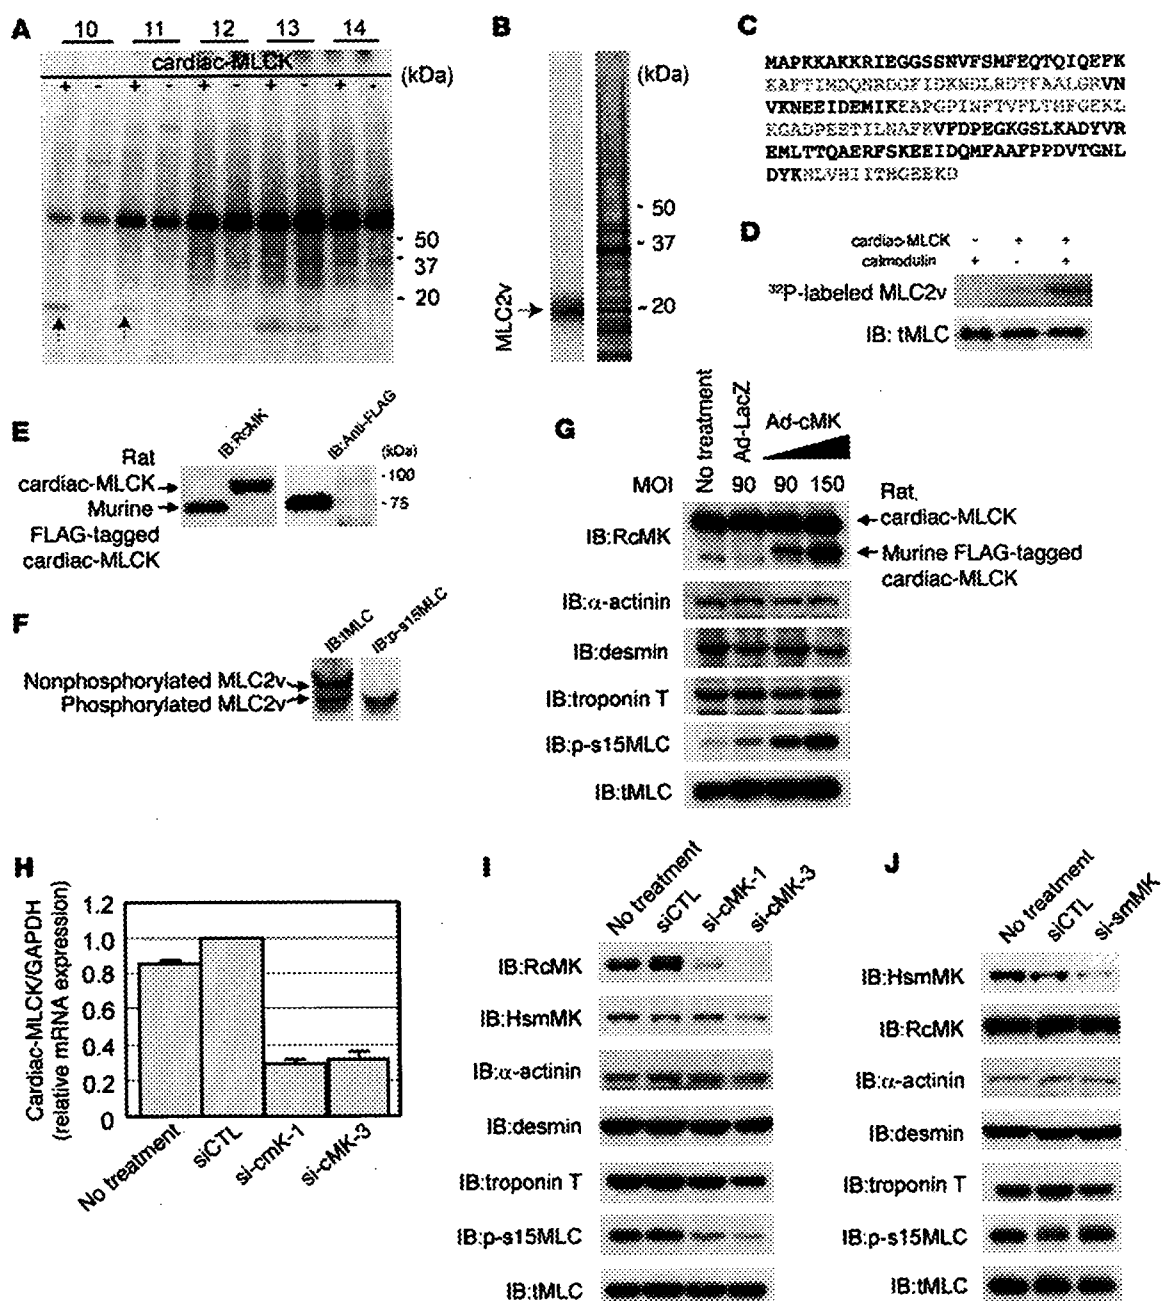 A
10 11 12 13 14
cardiac-MLCK
+ - + - + - + - + -
(kDa)
- 50
- 37
- 20
B
(kDa)
- 50
- 37
- 20
MLC2v
C
MAPKKAKKRIEGGSSNVFSMFEQTQIQEFK
EAFTIMDQNRDGFIDKNDLRDTFAALGRVN
VKNEEIDEMIKEAPGPINFTVFLTMFGEKL
KGADPEETILNAFKVFDPEGKGSLKADYVR
EMLTTQAERFSKEEIDQMFAAFPPDVTGNL
DYKNLVHIITHGEEKD
D
cardiac-MLCK - + +
calmodulin + - +
32P-labeled MLC2v
IB: tMLC
E
IB:RcMK
IB:Anti-FLAG
(kDa)
-100
-75
Rat
cardiac-MLCK
Murine
FLAG-tagged
cardiac-MLCK
F
IB:tMLC
IB:p-s15MLC
Nonphosphorylated MLC2v
Phosphorylated MLC2v
G
No treatment
Ad-LacZ
Ad-cMK
MOI 90 90 150
IB:RcMK
Rat
cardiac-MLCK
Murine FLAG-tagged
cardiac-MLCK
IB:α-actinin
IB:desmin
IB:troponin T
IB:p-s15MLC
IB:tMLC
H
Cardiac-MLCK/GAPDH
(relative mRNA expression)
1.2
1.0
0.8
0.6
0.4
0.2
0
No treatment
siCTL
si-cmK-1
si-cMK-3
I
No treatment
siCTL
si-cMK-1
si-cMK-3
IB:RcMK
IB:HsmMK
IB:α-actinin
IB:desmin
IB:troponin T
IB:p-s15MLC
IB:tMLC
J
No treatment
siCTL
si-smMK
IB:HsmMK
IB:RcMK
IB:α-actinin
IB:desmin
IB:troponin T
IB:p-s15MLC
IB:tMLC